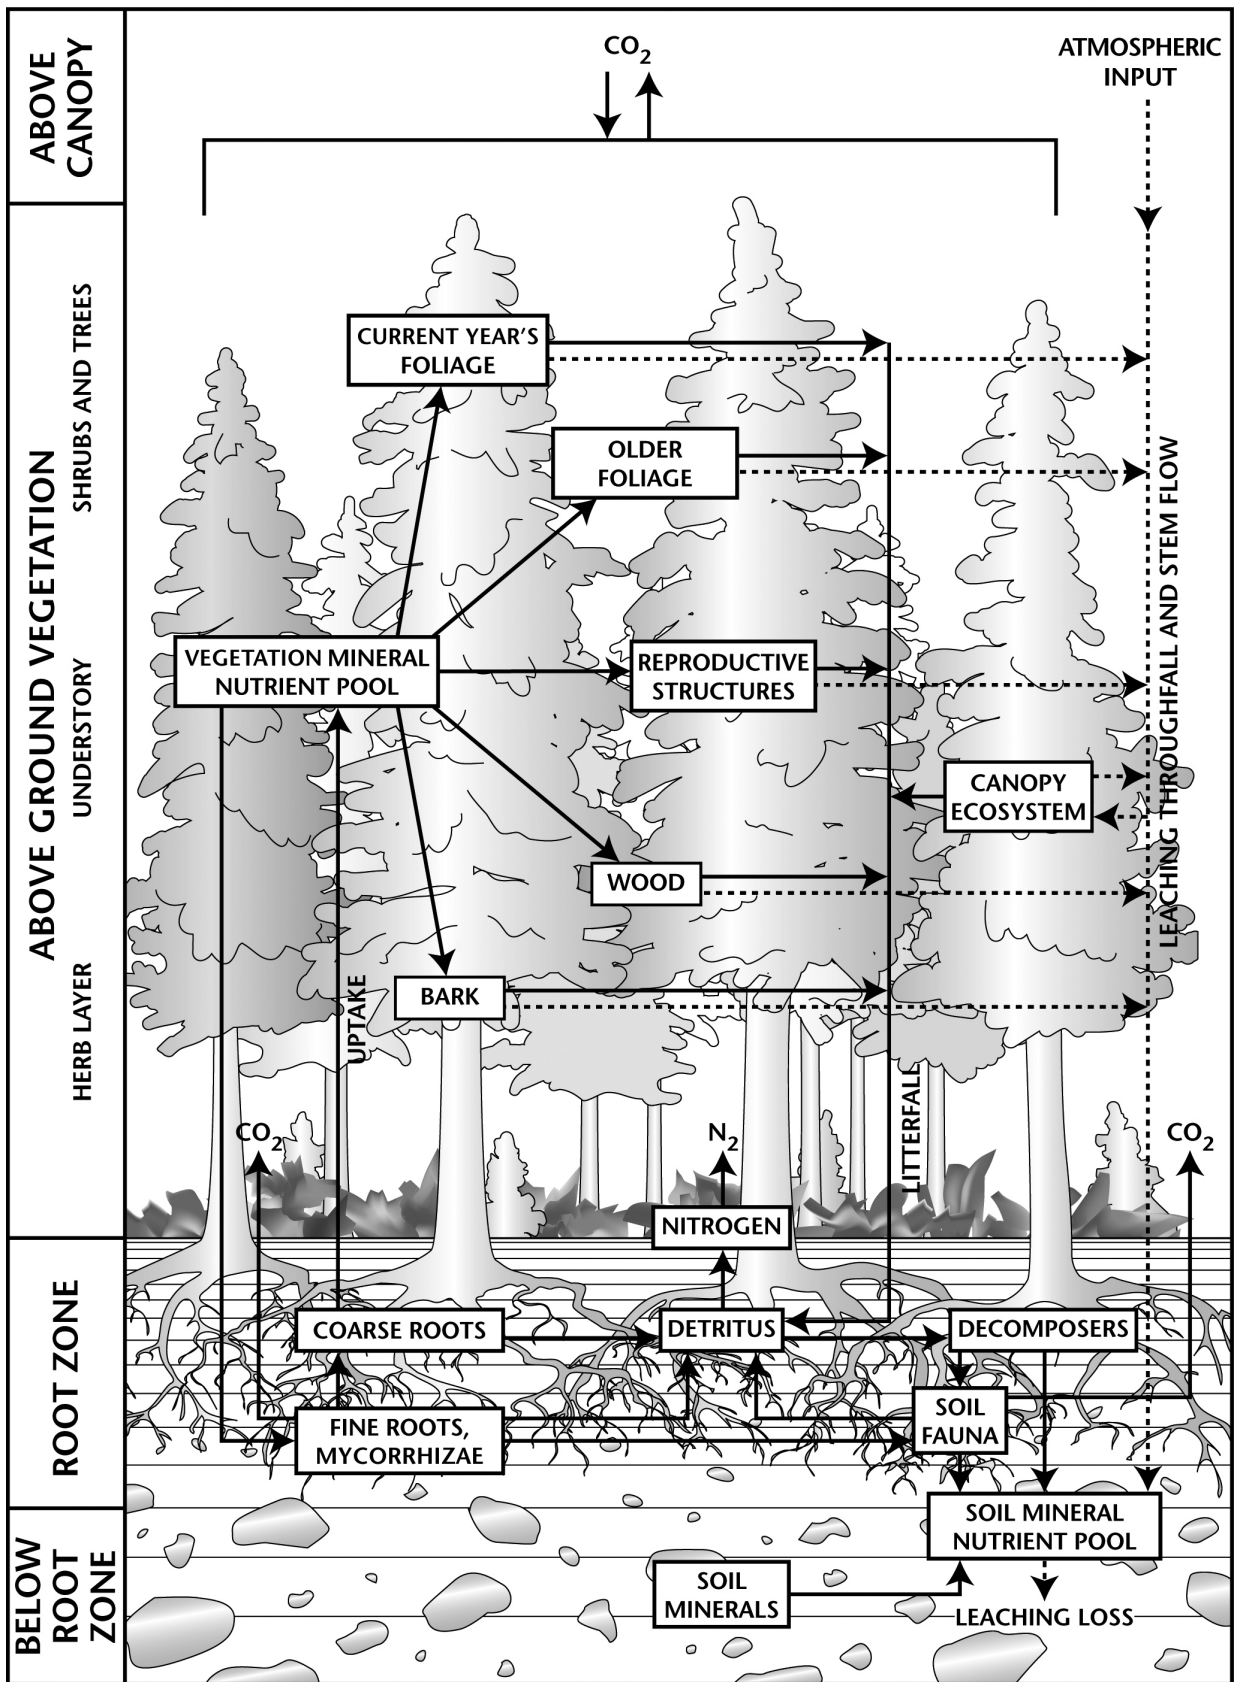 ABOVE
CANOPY
CO2
ATMOSPHERIC
INPUT
ABOVE GROUND VEGETATION
SHRUBS AND TREES
UNDERSTORY
HERB LAYER
CURRENT YEAR'S
FOLIAGE
OLDER
FOLIAGE
VEGETATION MINERAL
NUTRIENT POOL
REPRODUCTIVE
STRUCTURES
CANOPY
ECOSYSTEM
LEACHING THROUGHFALL AND STEM FLOW
WOOD
BARK
UPTAKE
LITTERFALL
CO2
N2
CO2
NITROGEN
ROOT ZONE
COARSE ROOTS
DETRITUS
DECOMPOSERS
FINE ROOTS,
MYCORRHIZAE
SOIL
FAUNA
SOIL MINERAL
NUTRIENT POOL
BELOW
ROOT
ZONE
SOIL
MINERALS
LEACHING LOSS